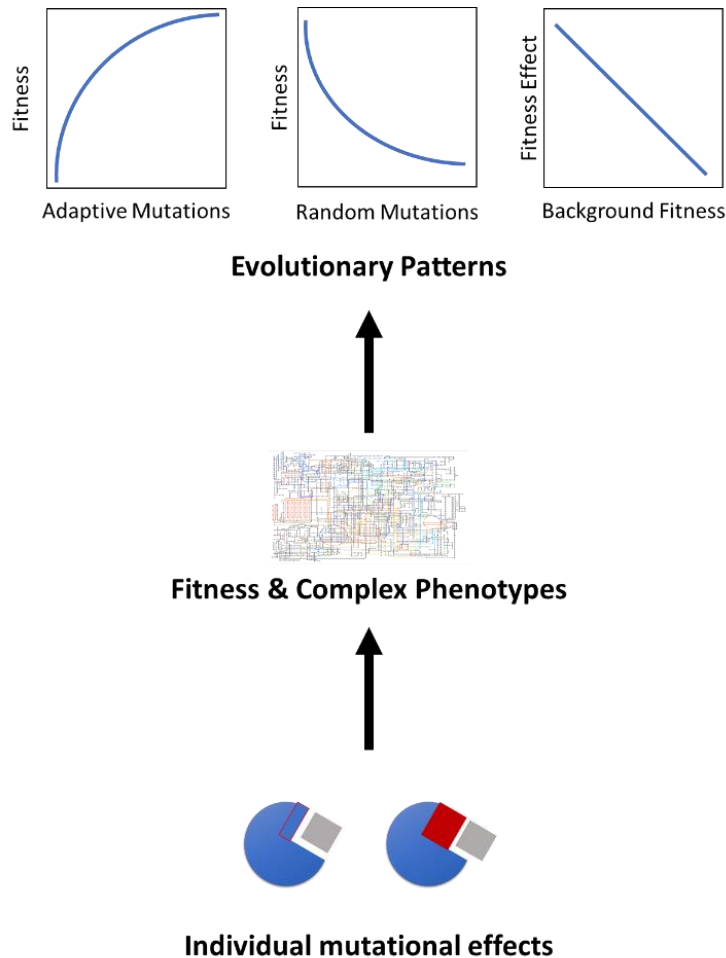 Fitness
Adaptive Mutations
Fitness
Random Mutations
Fitness Effect
Background Fitness
Evolutionary Patterns
Fitness & Complex Phenotypes
Individual mutational effects